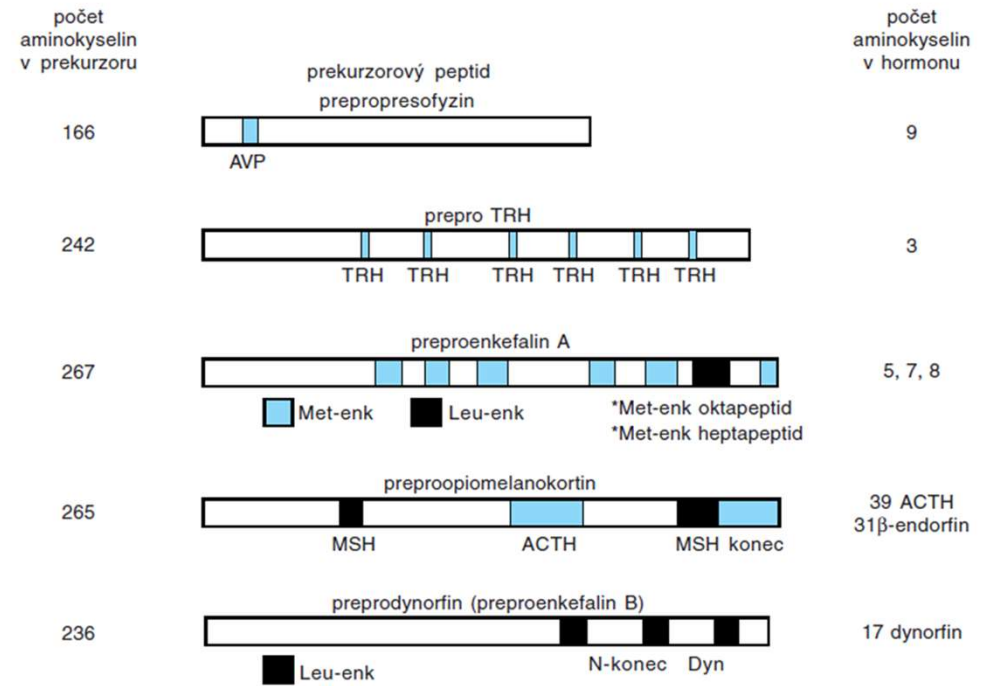 počet
aminokyselin
v prekurzoru
počet
aminokyselin
v hormonu
prekurzorový peptid
prepropresofyzin
166
9
AVP
prepro TRH
242
3
TRH TRH TRH TRH TRH TRH
preproenkefalin A
267
5, 7, 8
Met-enk
Leu-enk
*Met-enk oktapeptid
*Met-enk heptapeptid
preproopiomelanokortin
265
39 ACTH
31β-endorfin
MSH ACTH MSH konec
preprodynorfin (preproenkefalin B)
236
17 dynorfin
N-konec Dyn
Leu-enk